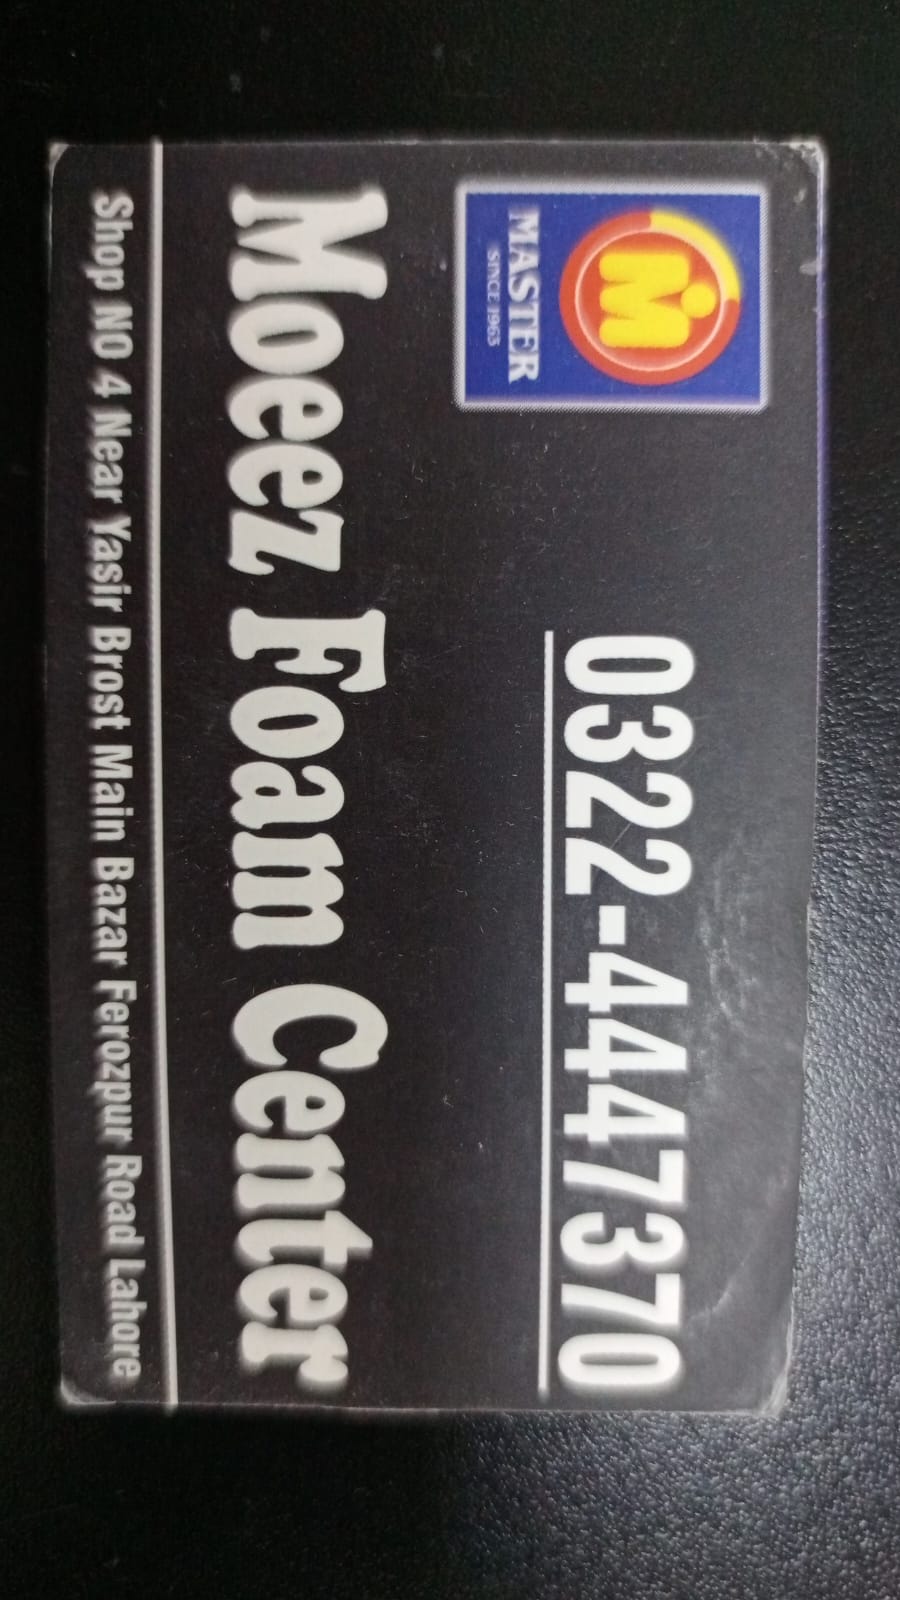 0322-4447370
MASTER
SINCE 1963
Moeez Foam Center
Shop NO 4 Near Yasir Brost Main Bazar Ferozpur Road Lahore